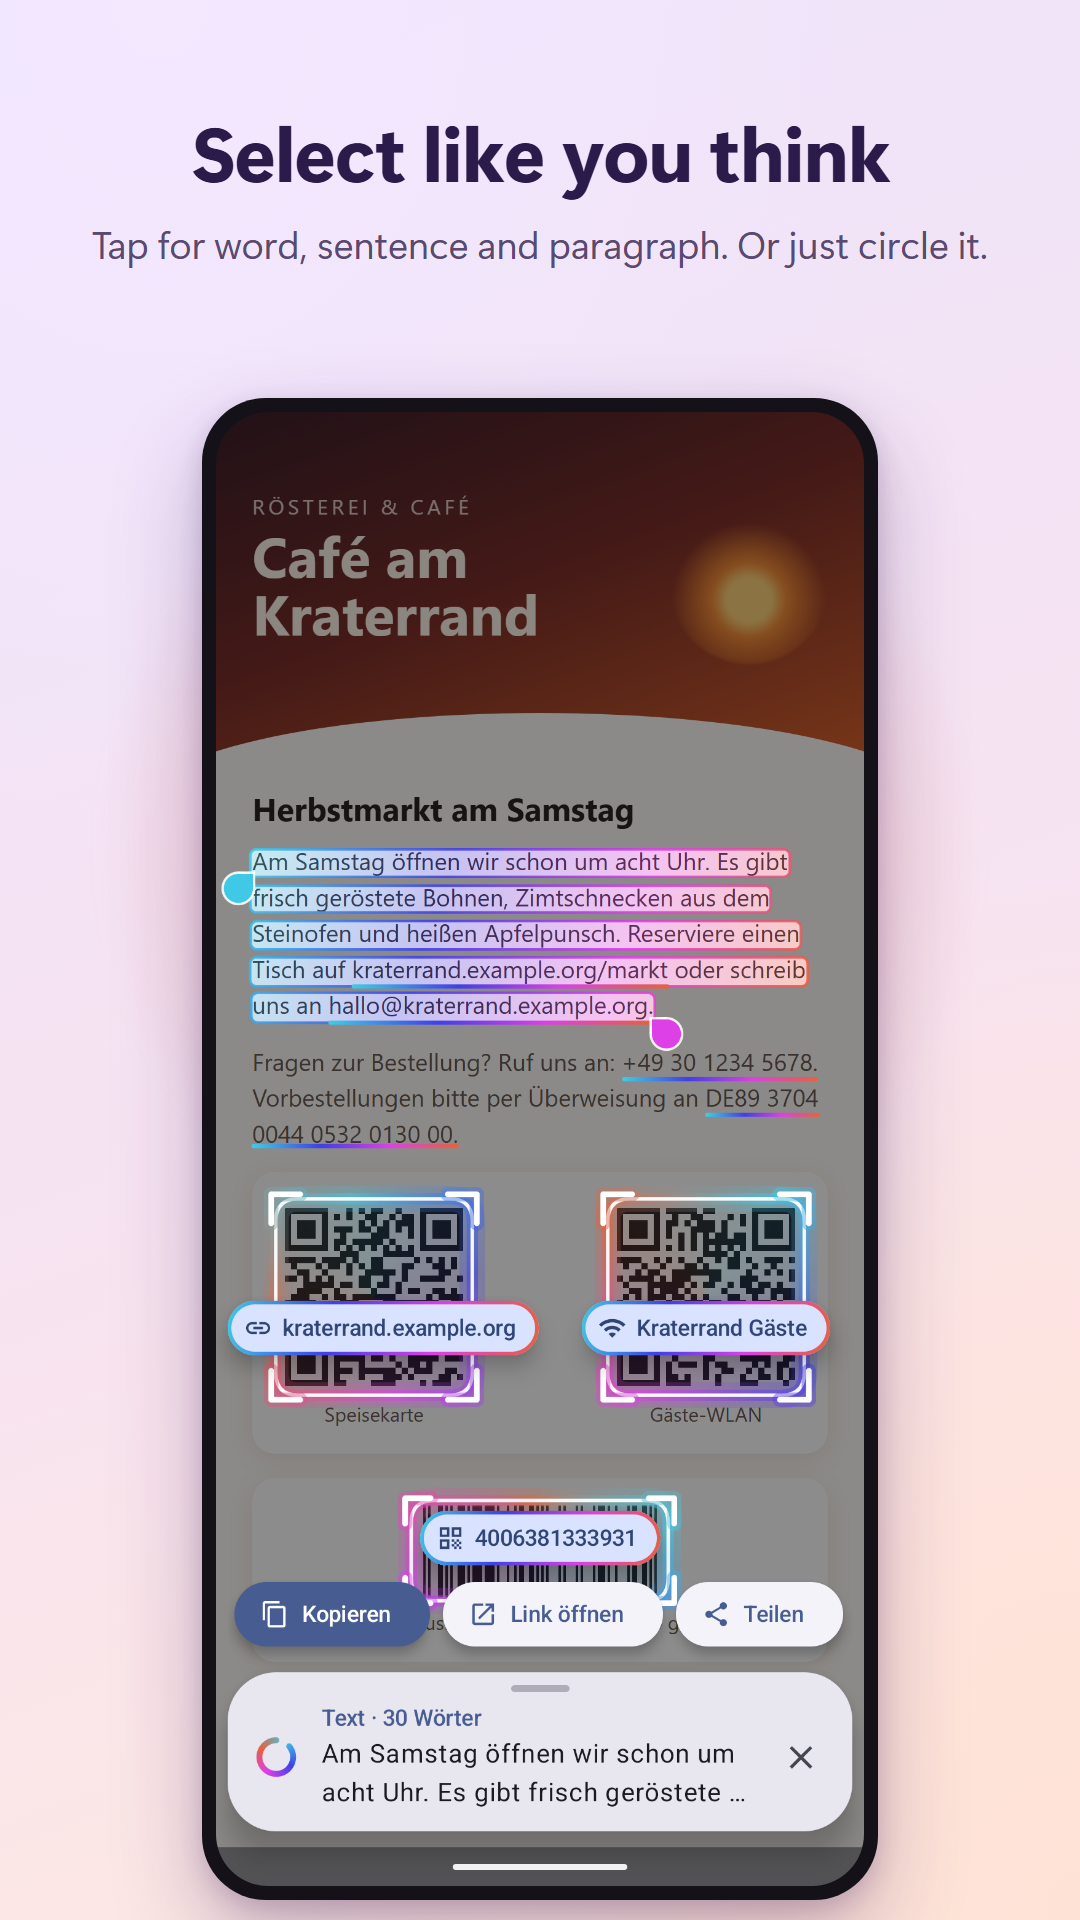 Select like you think
Tap for word, sentence and paragraph. Or just circle it.
RÖSTEREI & CAFÉ
Café am
Kraterrand
Herbstmarkt am Samstag
Am Samstag öffnen wir schon um acht Uhr. Es gibt
frisch geröstete Bohnen, Zimtschnecken aus dem
Steinofen und heißen Apfelpunsch. Reserviere einen
Tisch auf kraterrand.example.org/markt oder schreib
uns an hallo@kraterrand.example.org.
Fragen zur Bestellung? Ruf uns an: +49 30 1234 5678.
Vorbestellungen bitte per Überweisung an DE89 3704
0044 0532 0130 00.
kraterrand.example.org
Kraterrand Gäste
Speisekarte
Gäste-WLAN
4006381333931
Kopieren
Link öffnen
Teilen
Text · 30 Wörter
Am Samstag öffnen wir schon um
acht Uhr. Es gibt frisch geröstete ...